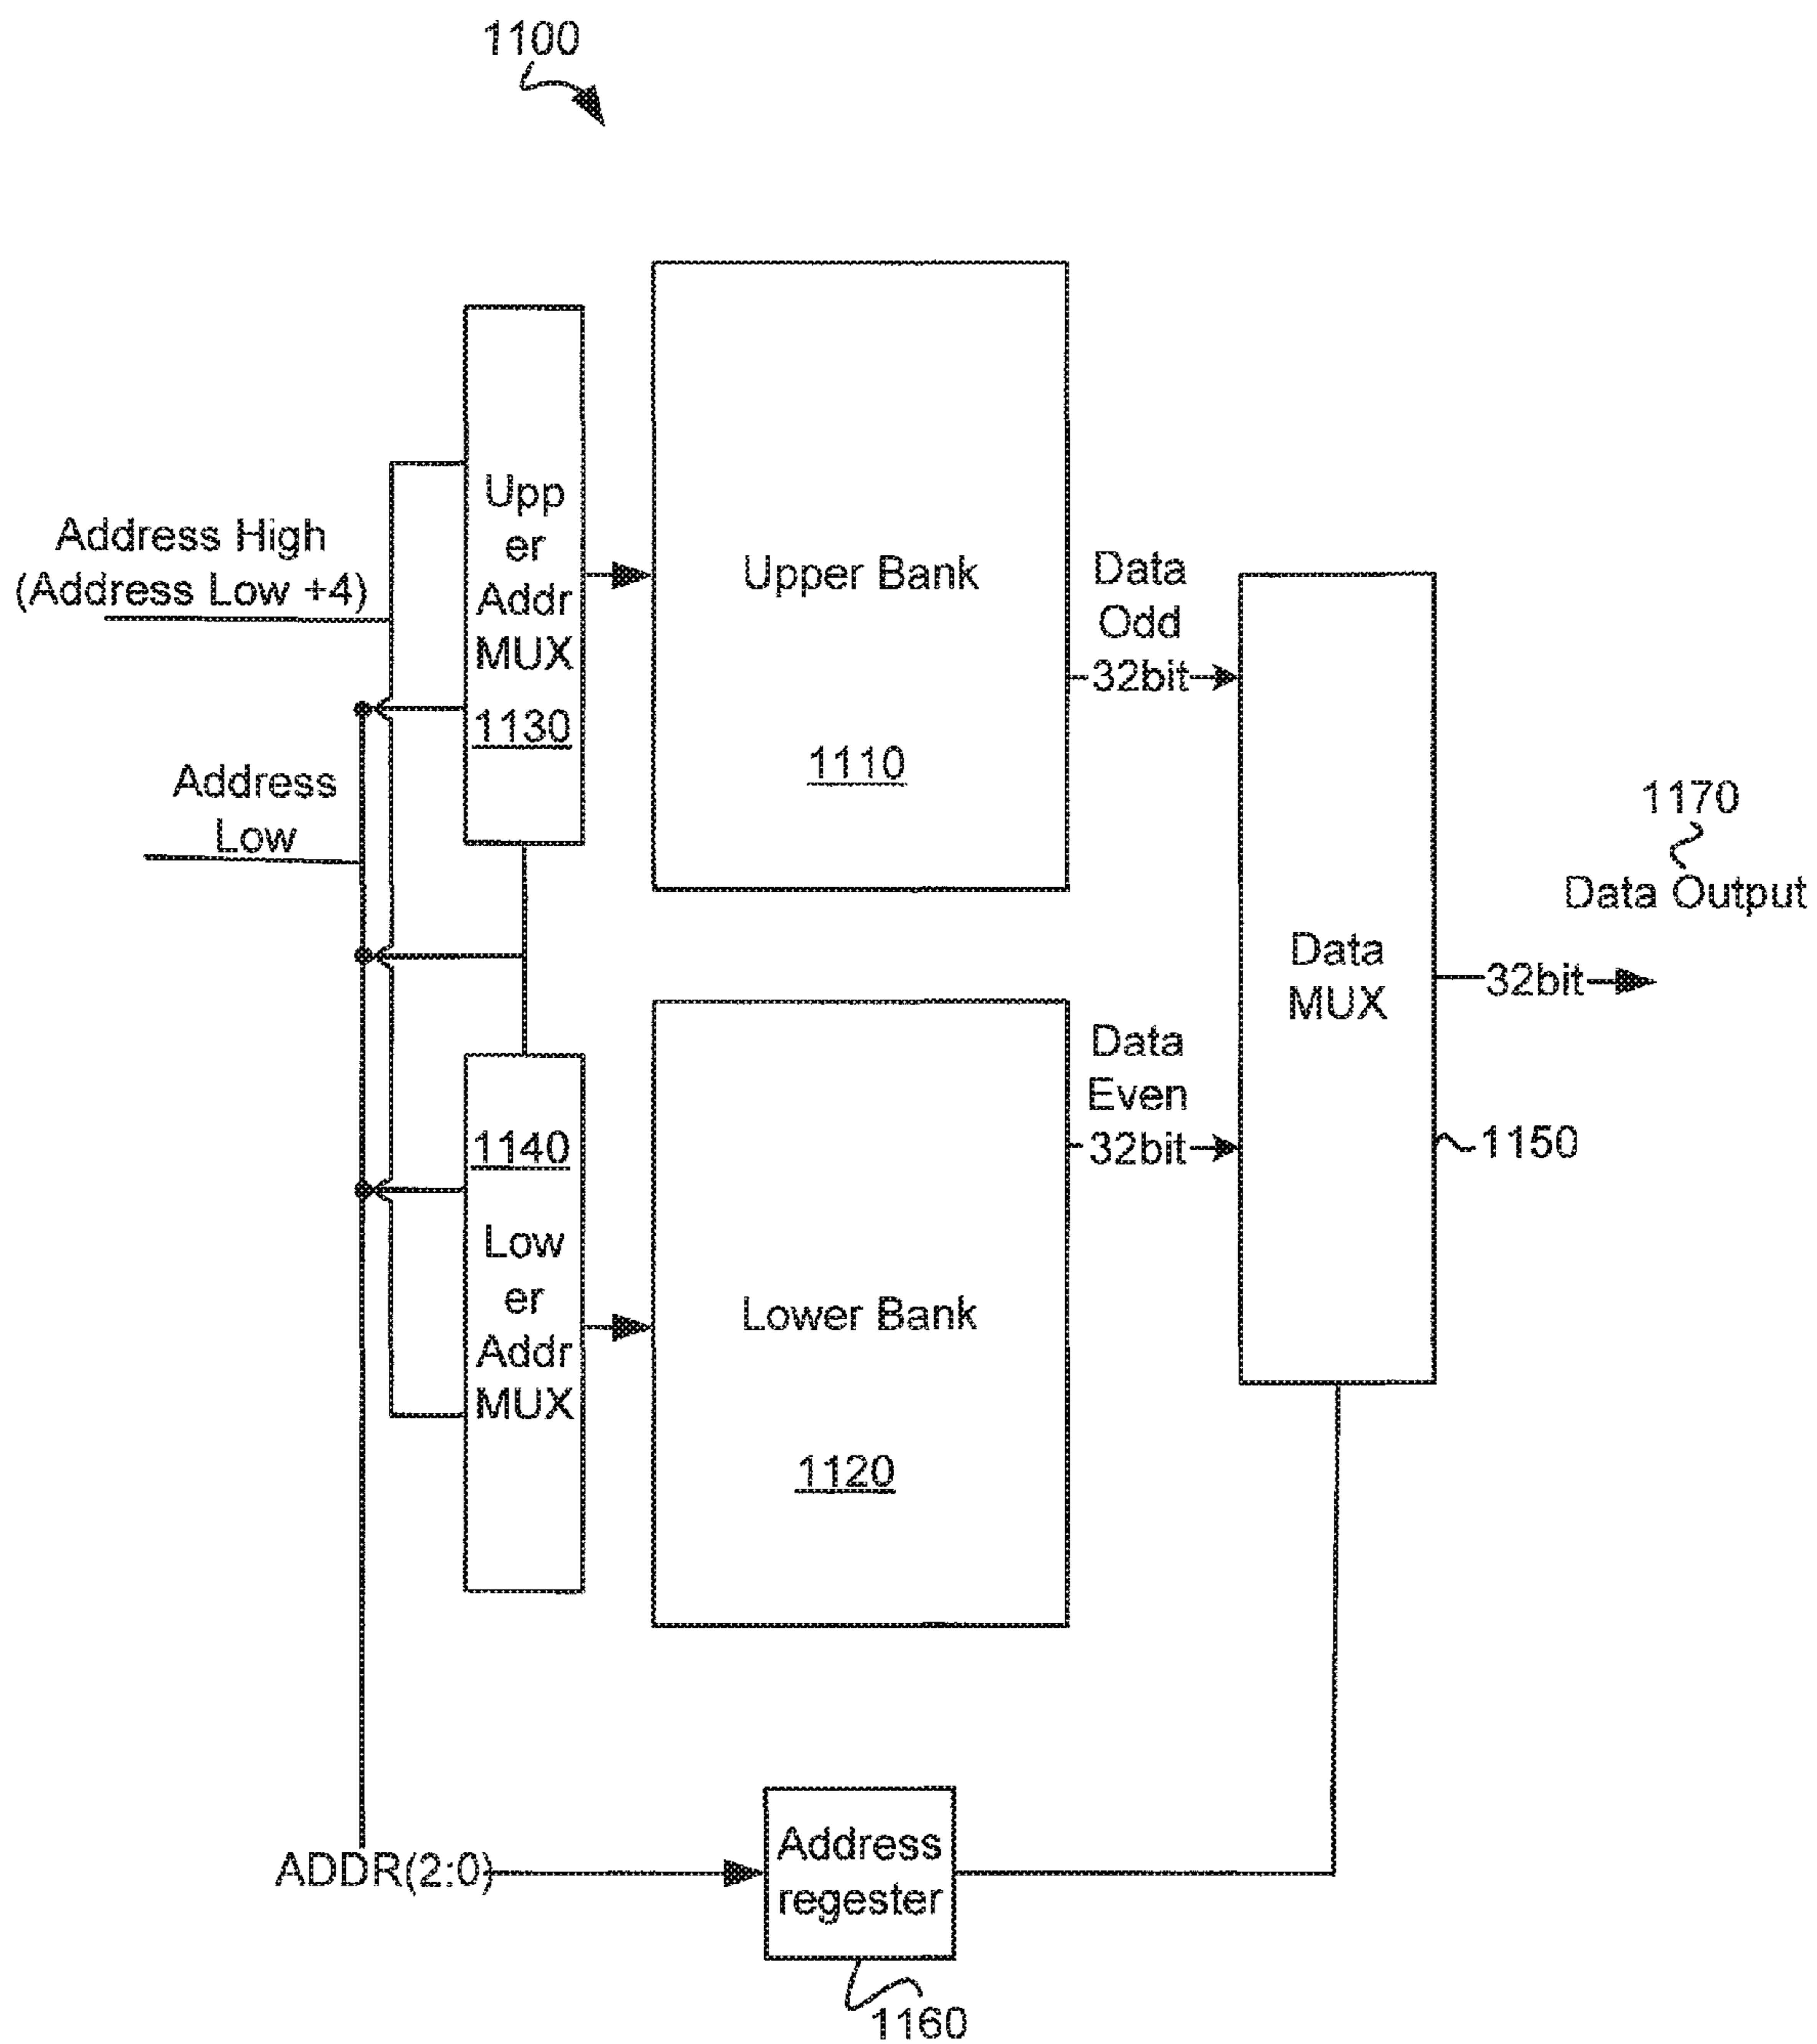 1100
Address High
(Address Low +4)
Address
Low
Upp
er
Addr
MUX
1130
Upper Bank
1110
Data
Odd
32bit
1140
Low
er
Addr
MUX
Lower Bank
1120
Data
Even
32bit
Data
MUX
1150
1170
Data Output
32bit
ADDR(2:0)
Address
regester
1160